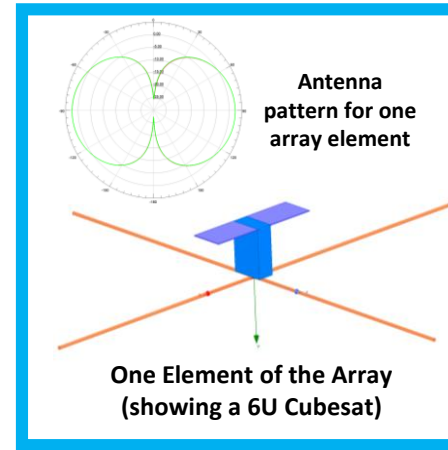 Antenna
pattern for one
array element
One Element of the Array
(showing a 6U Cubesat)